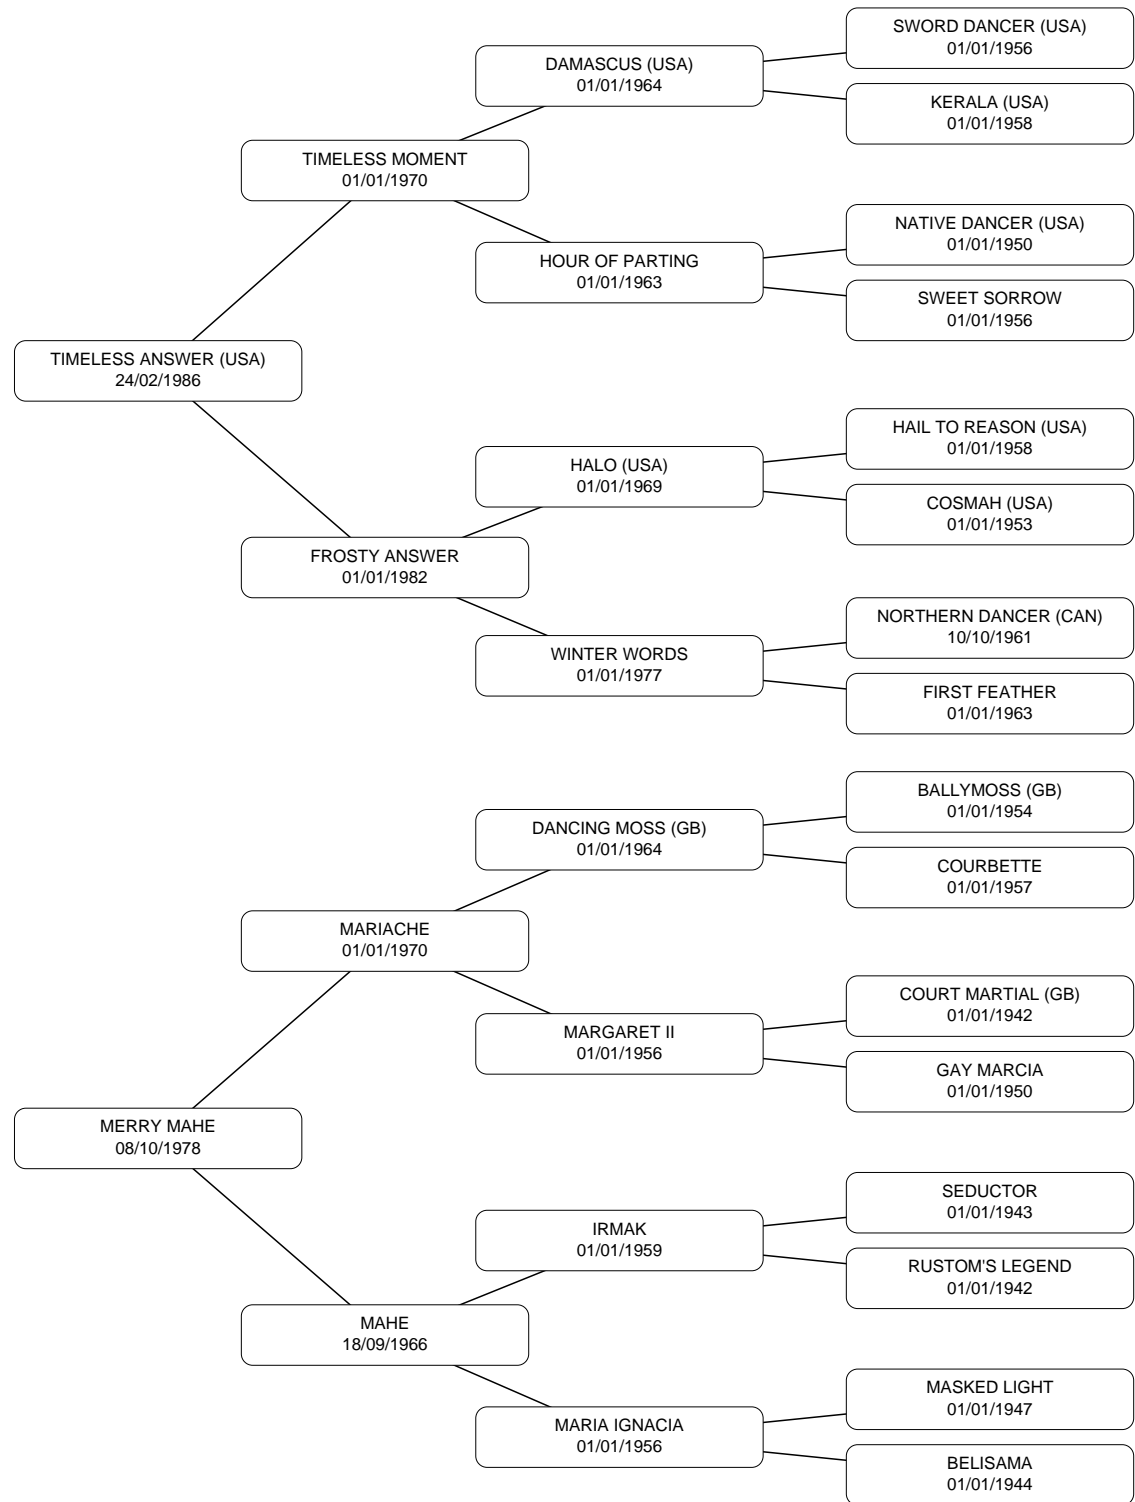 SWORD DANCER (USA)
01/01/1956
DAMASCUS (USA)
01/01/1964
KERALA (USA)
01/01/1958
TIMELESS MOMENT
01/01/1970
NATIVE DANCER (USA)
01/01/1950
HOUR OF PARTING
01/01/1963
SWEET SORROW
01/01/1956
TIMELESS ANSWER (USA)
24/02/1986
HAIL TO REASON (USA)
01/01/1958
HALO (USA)
01/01/1969
COSMAH (USA)
01/01/1953
FROSTY ANSWER
01/01/1982
NORTHERN DANCER (CAN)
10/10/1961
WINTER WORDS
01/01/1977
FIRST FEATHER
01/01/1963
BALLYMOSS (GB)
01/01/1954
DANCING MOSS (GB)
01/01/1964
COURBETTE
01/01/1957
MARIACHE
01/01/1970
COURT MARTIAL (GB)
01/01/1942
MARGARET II
01/01/1956
GAY MARCIA
01/01/1950
MERRY MAHE
08/10/1978
SEDUCTOR
01/01/1943
IRMAK
01/01/1959
RUSTOM'S LEGEND
01/01/1942
MAHE
18/09/1966
MASKED LIGHT
01/01/1947
MARIA IGNACIA
01/01/1956
BELISAMA
01/01/1944